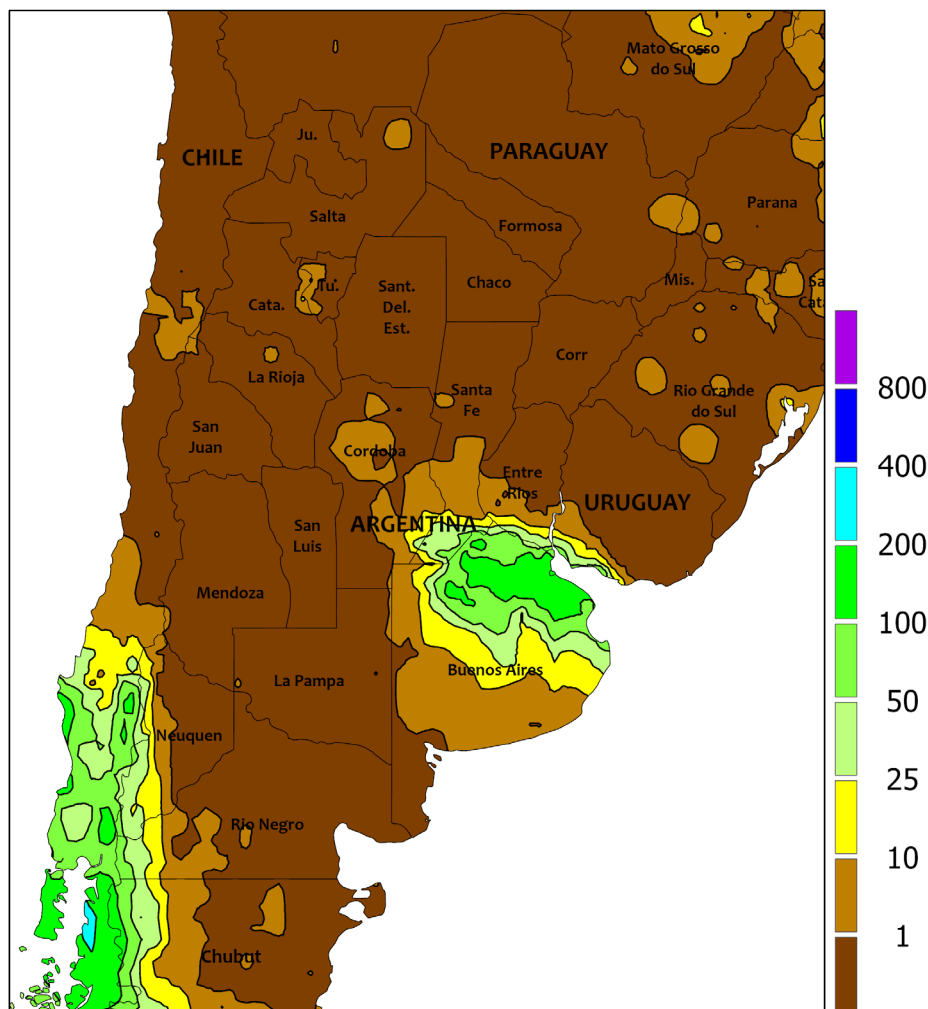 Mato Grosso
do Sul
Ju.
CHILE
PARAGUAY
Salta
Parana
Formosa
Tu.
Chaco
Mis.
Sant.
Del.
Est.
Cata.
Sa
Cata
Corr
La Rioja
Santa
Fe
Rio Grande
do Sul
San
Juan
Cordoba
Entre
Rios
URUGUAY
ARGENTINA
San
Luis
Mendoza
Buenos Aires
La Pampa
Neuquen
Rio Negro
Chubut
800
400
200
100
50
25
10
1